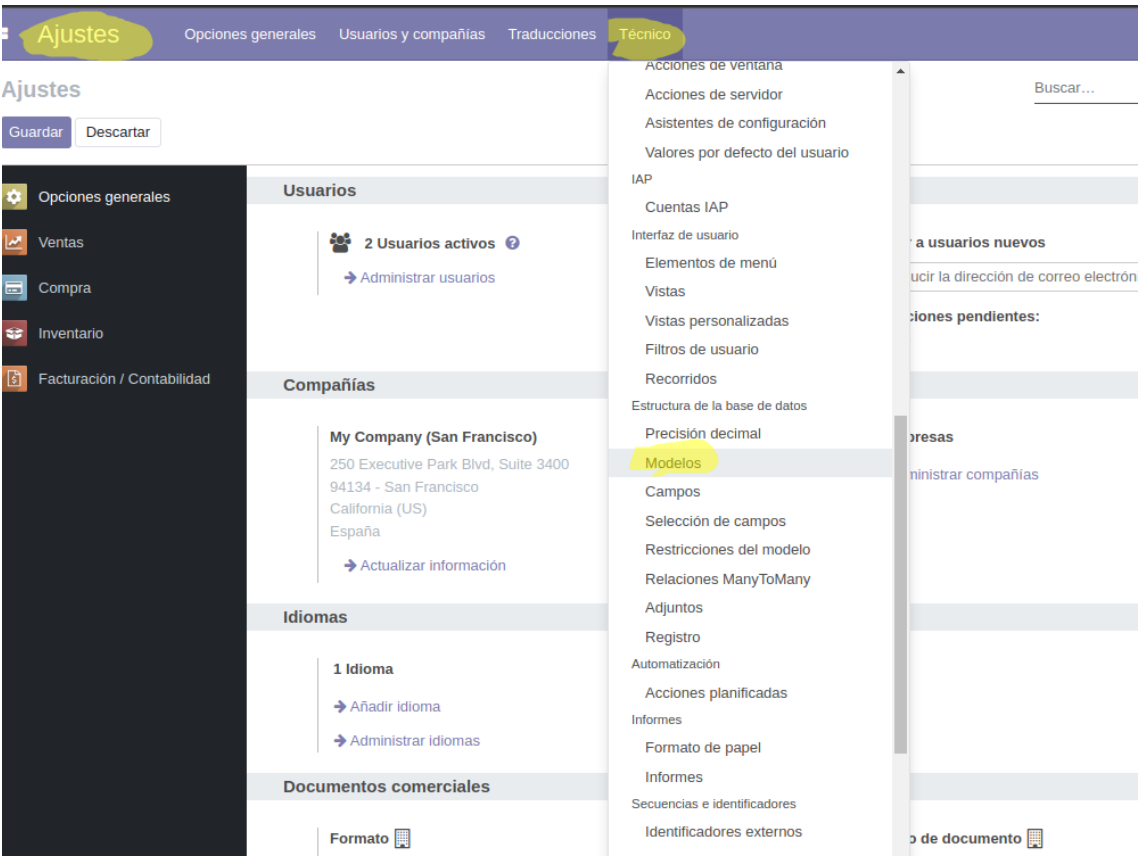 Ajustes
Opciones generales
Usuarios y compañías
Traducciones
Técnico
Ajustes
Buscar...
Guardar
Descartar
Opciones generales
Ventas
Compra
Inventario
Facturación / Contabilidad
Acciones de ventana
Acciones de servidor
Asistentes de configuración
Valores por defecto del usuario
IAP
Cuentas IAP
Interfaz de usuario
Elementos de menú
Vistas
Vistas personalizadas
Filtros de usuario
Recorridos
Estructura de la base de datos
Precisión decimal
Modelos
Campos
Selección de campos
Restricciones del modelo
Relaciones ManyToMany
Adjuntos
Registro
Automatización
Acciones planificadas
Informes
Formato de papel
Informes
Secuencias e identificadores
Identificadores externos
Usuarios
2 Usuarios activos
Administrar usuarios
a usuarios nuevos
ucir la dirección de correo electrón
ciones pendientes:
Compañías
My Company (San Francisco)
250 Executive Park Blvd, Suite 3400
94134 - San Francisco
California (US)
España
Actualizar información
presas
ministrar compañías
Idiomas
1 Idioma
Añadir idioma
Administrar idiomas
Documentos comerciales
Formato
o de documento